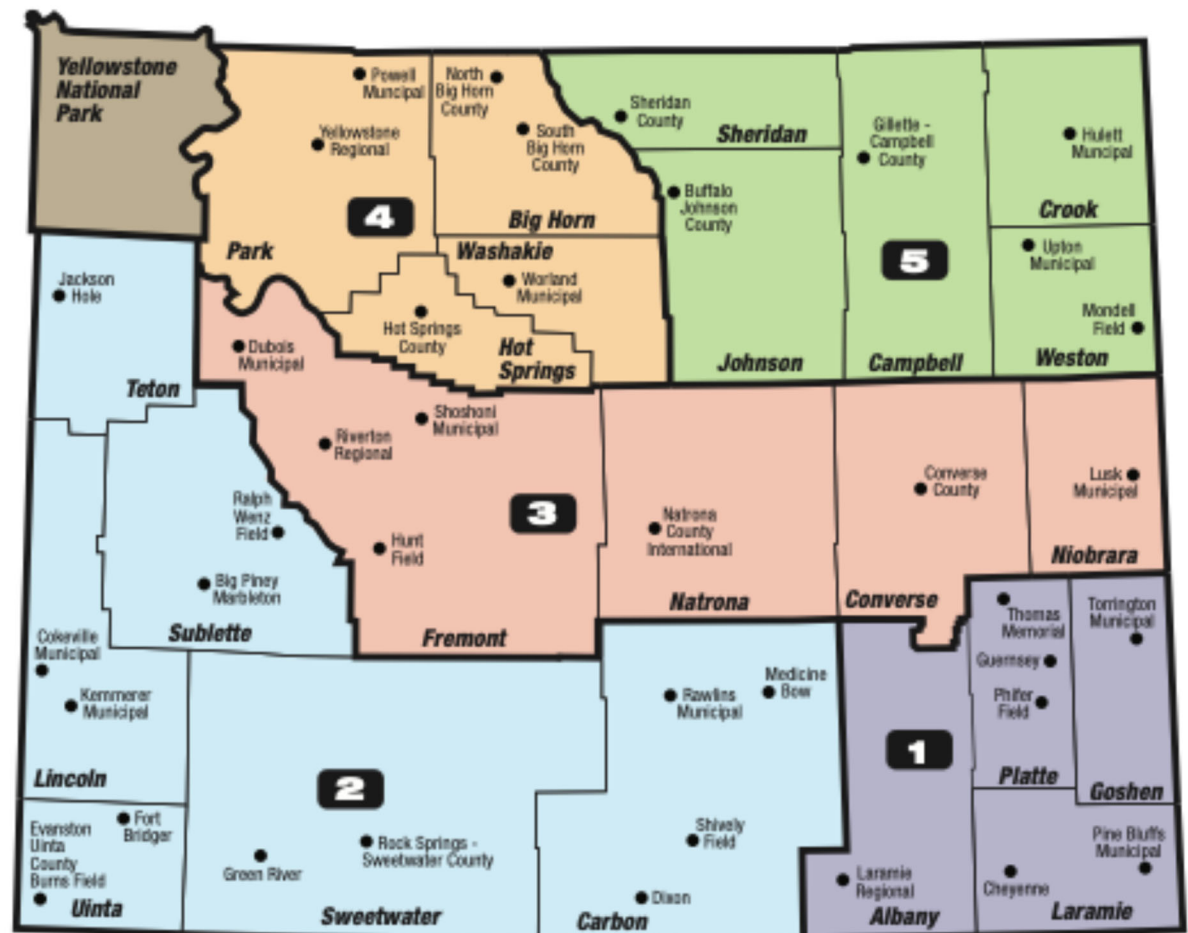 Yellowstone
National
Park
Powell
Muncipal
Yellowstone
Regional
4
Park
North
Big Horn
County
South
Big Horn
County
Big Horn
Washakie
Worland
Municipal
Hot Springs
County
Hot
Springs
Sheridan
County
Sheridan
Buffalo
Johnson
County
Johnson
Gillette -
Campbell
County
5
Campbell
Hulett
Muncipal
Crook
Upton
Municipal
Mondell
Field
Weston
Jackson
Hole
Teton
Dubois
Municipal
Shoshoni
Municipal
Riverton
Regional
3
Hunt
Field
Fremont
Natrona
County
International
Natrona
Converse
County
Converse
Lusk
Municipal
Niobrara
Ralph
Wenz
Field
Big Piney
Marbleton
Sublette
Cokeville
Municipal
Kemmerer
Municipal
Lincoln
Fort
Bridger
Evanston
Uinta
County
Burns Field
Uinta
2
Green River
Rock Springs -
Sweetwater County
Sweetwater
Rawlins
Municipal
Medicine
Bow
Shively
Field
Dixon
Carbon
1
Laramie
Regional
Albany
Thomas
Memorial
Guernsey
Phifer
Field
Platte
Torrington
Municipal
Goshen
Pine Bluffs
Municipal
Cheyenne
Laramie